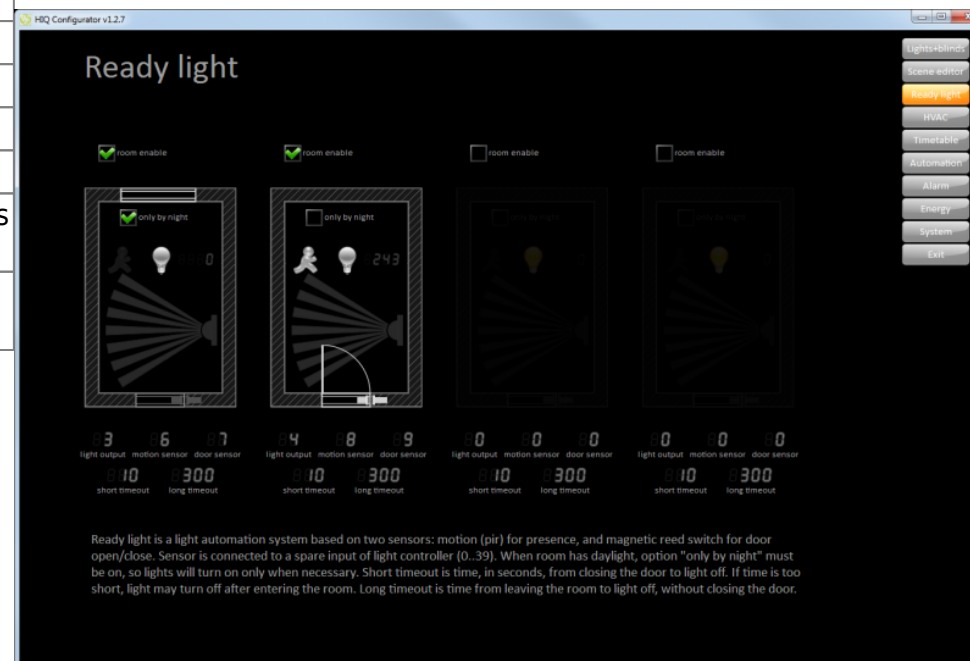 HIQ Configurator v1.2.7
Ready light
Lights+blinds
Scene editor
Ready light
HVAC
Timetable
Automation
Alarm
Energy
System
Exit
s
room enable room enable room enable room enable
only by night only by night only by night only by night
0 243 0 0
3 6 7 4 8 9 0 0 0 0 0 0
light output motion sensor door sensor light output motion sensor door sensor light output motion sensor door sensor light output motion sensor door sensor
10 300 10 300 10 300 10 300
short timeout long timeout short timeout long timeout short timeout long timeout short timeout long timeout
Ready light is a light automation system based on two sensors: motion (pir) for presence, and magnetic reed switch for door
open/close. Sensor is connected to a spare input of light controller (0..39). When room has daylight, option "only by night" must
be on, so lights will turn on only when necessary. Short timeout is time, in seconds, from closing the door to light off. If time is too
short, light may turn off after entering the room. Long timeout is time from leaving the room to light off, without closing the door.